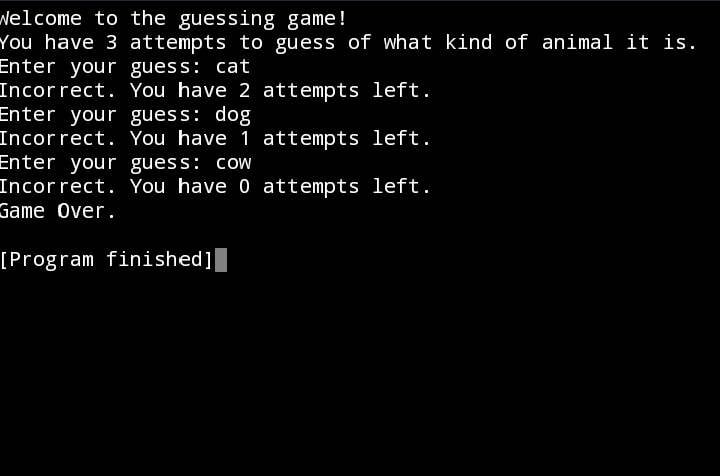 Welcome to the guessing game!
You have 3 attempts to guess of what kind of animal it is.
Enter your guess: cat
Incorrect. You have 2 attempts left.
Enter your guess: dog
Incorrect. You have 1 attempts left.
Enter your guess: cow
Incorrect. You have 0 attempts left.
Game Over.
[Program finished]